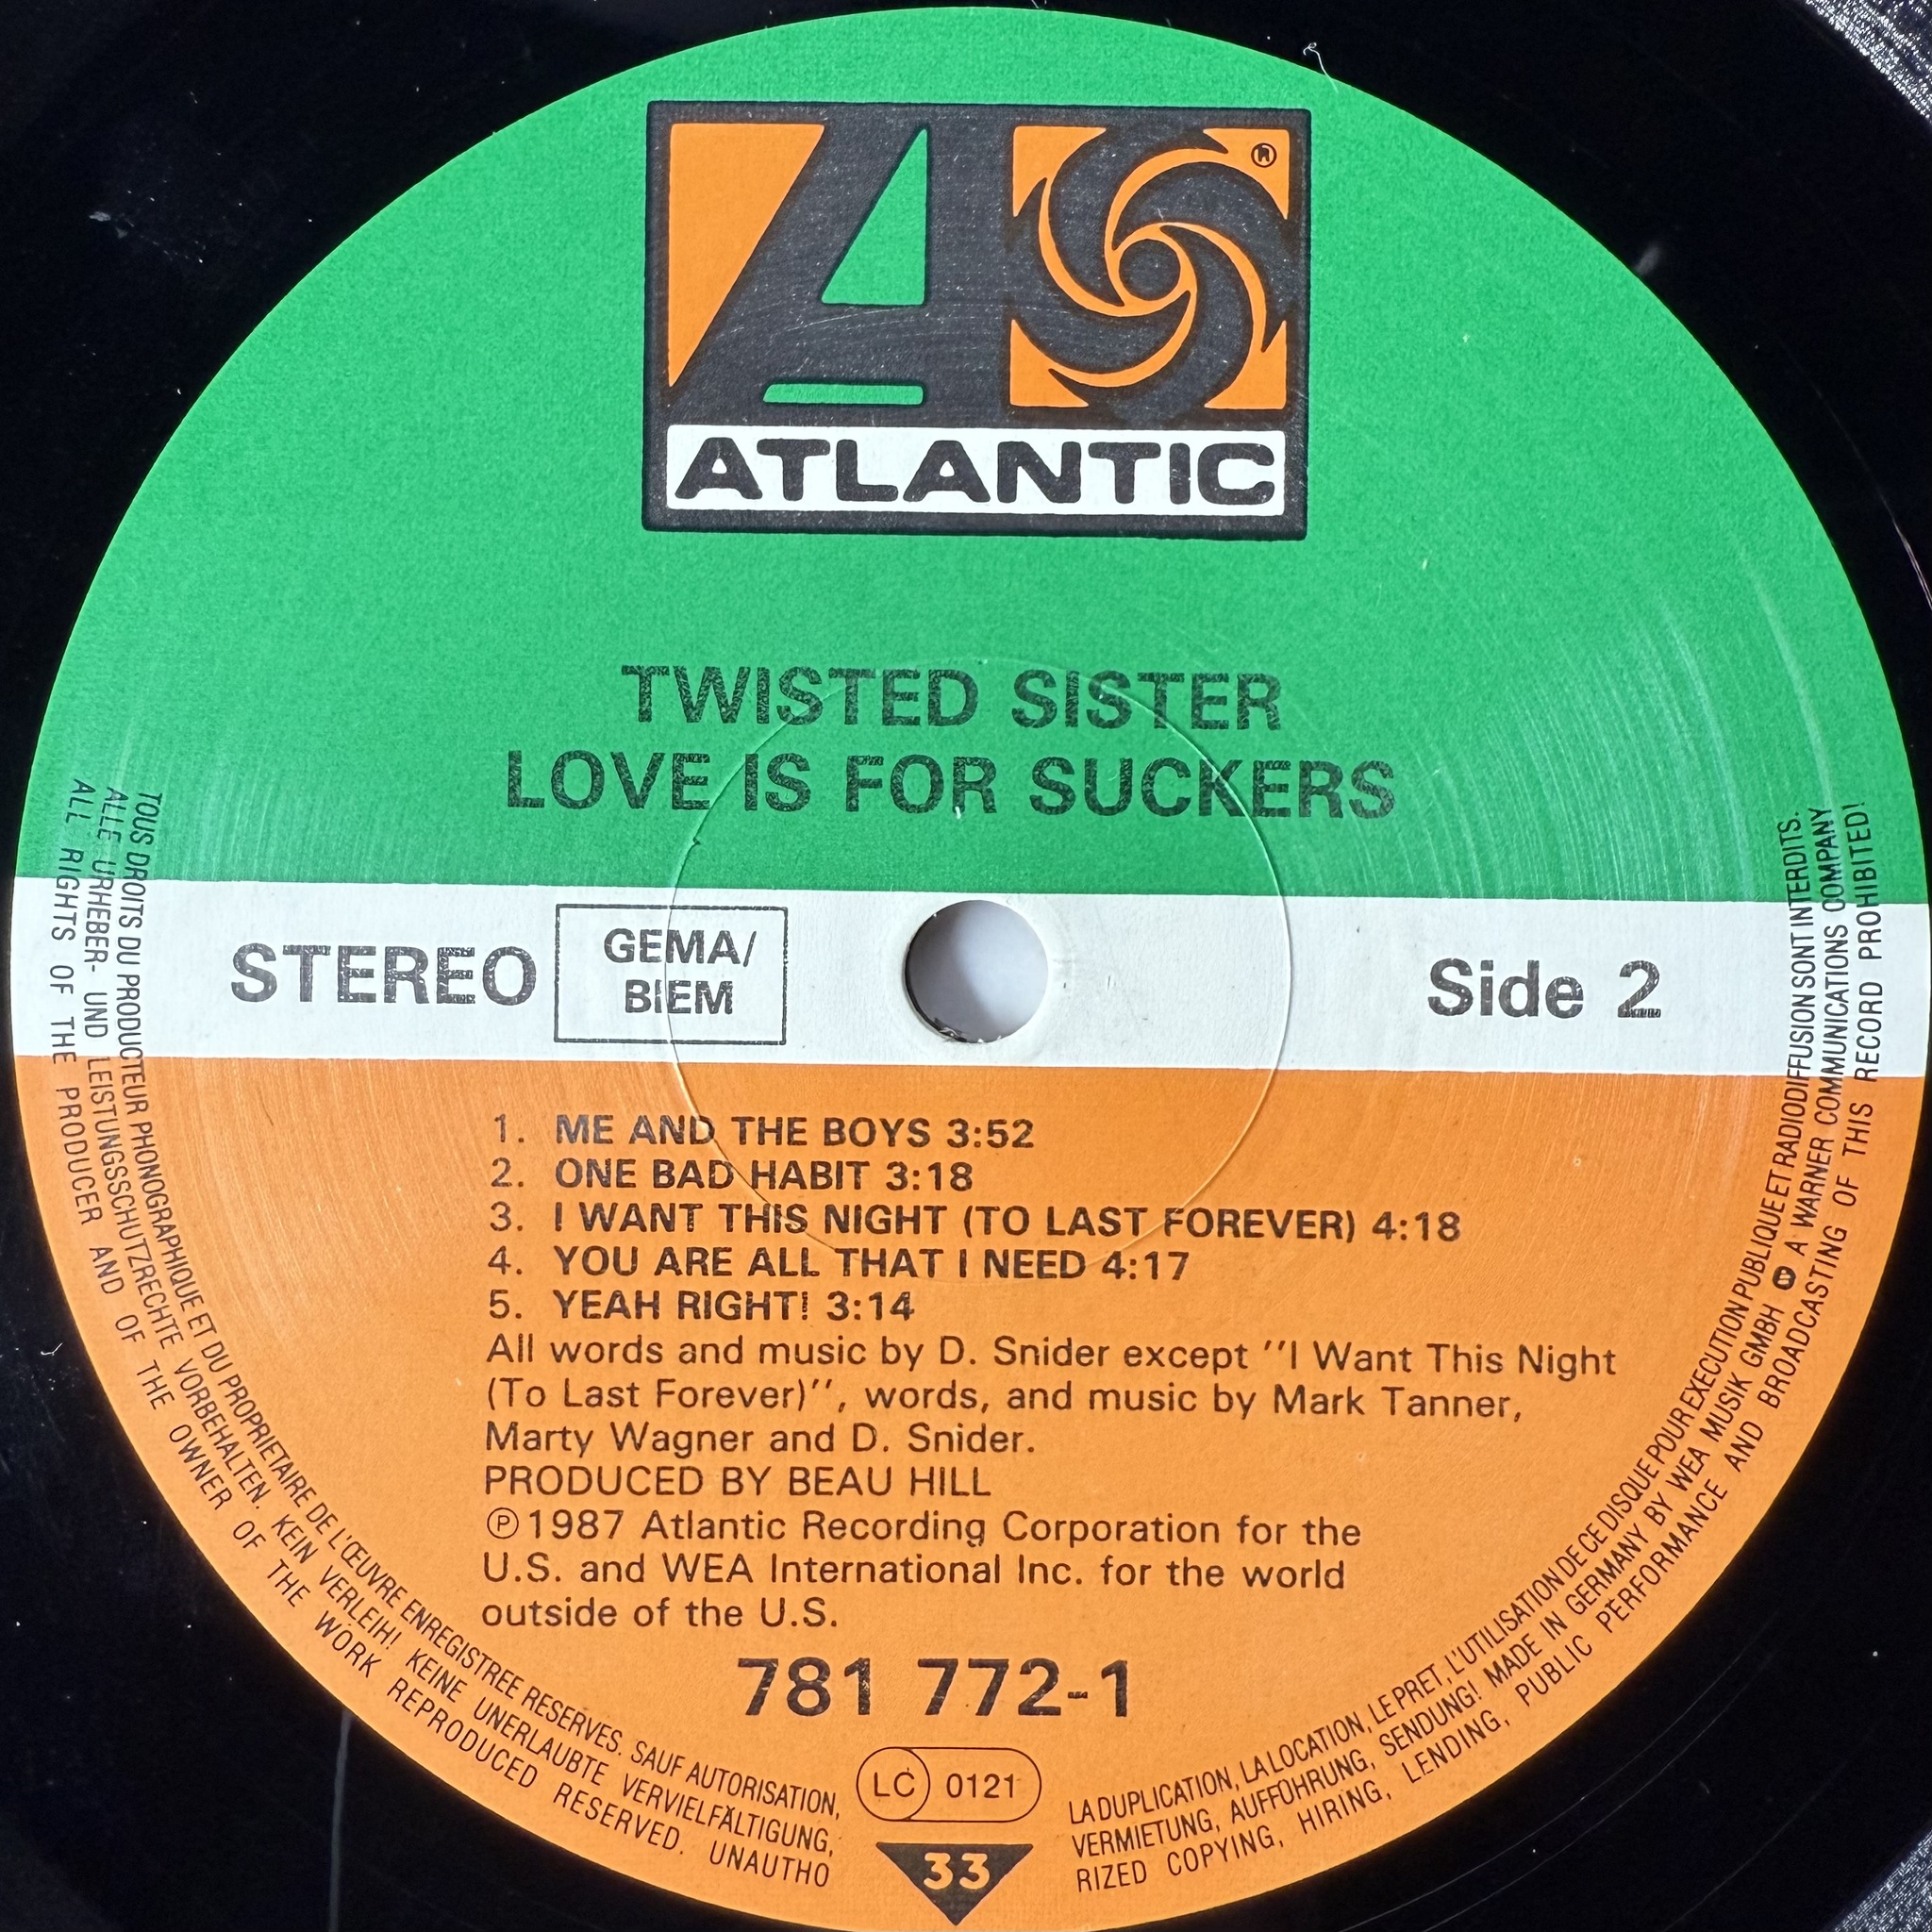 ®
ATLANTIC
TWISTED SISTER
LOVE IS FOR SUCKERS
STEREO
GEMA/
BIEM
Side 2
1. ME AND THE BOYS 3:52
2. ONE BAD HABIT 3:18
3. I WANT THIS NIGHT (TO LAST FOREVER) 4:18
4. YOU ARE ALL THAT I NEED 4:17
5. YEAH RIGHT! 3:14
All words and music by D. Snider except ''I Want This Night
(To Last Forever)'', words, and music by Mark Tanner,
Marty Wagner and D. Snider.
PRODUCED BY BEAU HILL
℗1987 Atlantic Recording Corporation for the
U.S. and WEA International Inc. for the world
outside of the U.S.
781 772-1
LC 0121
33
TOUS DROITS DU PRODUCTEUR PHONOGRAPHIQUE ET DU PROPRIETAIRE DE L'ŒUVRE ENREGISTREE RESERVES. SAUF AUTORISATION, LA DUPLICATION, LA LOCATION, LE PRET, L'UTILISATION DE CE DISQUE POUR EXECUTION PUBLIQUE ET RADIODIFFUSION SONT INTERDITS.
ALLE URHEBER- UND LEISTUNGSSCHUTZRECHTE VORBEHALTEN. KEIN VERLEIH! KEINE UNERLAUBTE VERVIELFÄLTIGUNG, VERMIETUNG, AUFFÜHRUNG, SENDUNG! MADE IN GERMANY BY WEA MUSIK GMBH A WARNER COMMUNICATIONS COMPANY
ALL RIGHTS OF THE PRODUCER AND OF THE OWNER OF THE WORK REPRODUCED RESERVED. UNAUTHORIZED COPYING, HIRING, LENDING, PUBLIC PERFORMANCE AND BROADCASTING OF THIS RECORD PROHIBITED!